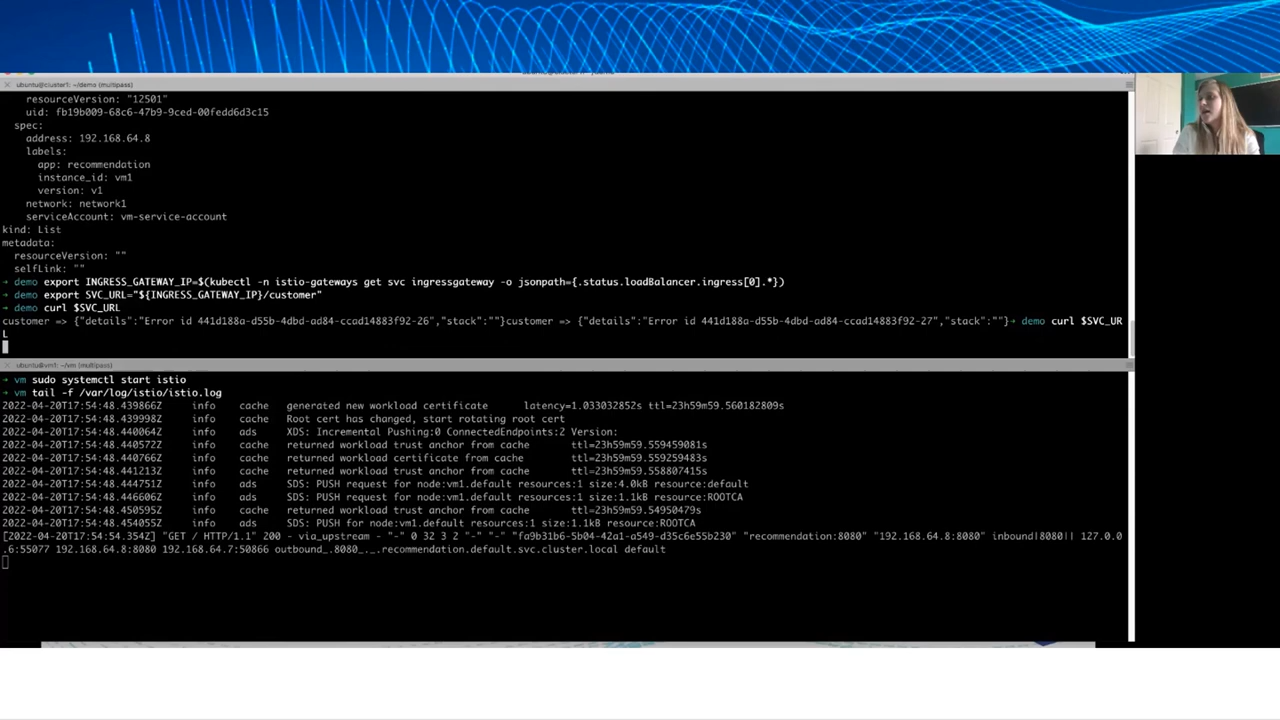 ubuntu@cluster1: ~/demo (multipass)
resourceVersion: "12501"
uid: fb19b009-68c6-47b9-9ced-00fedd6d3c15
spec:
address: 192.168.64.8
labels:
app: recommendation
instance_id: vm1
version: v1
network: network1
serviceAccount: vm-service-account
kind: List
metadata:
resourceVersion: ""
selfLink: ""
→ demo export INGRESS_GATEWAY_IP=$(kubectl -n istio-gateways get svc ingressgateway -o jsonpath={.status.loadBalancer.ingress[0].*})
→ demo export SVC_URL="${INGRESS_GATEWAY_IP}/customer"
→ demo curl $SVC_URL
customer => {"details":"Error id 441d188a-d55b-4dbd-ad84-ccad14883f92-26","stack":""}customer => {"details":"Error id 441d188a-d55b-4dbd-ad84-ccad14883f92-27","stack":""}→ demo curl $SVC_UR
L
ubuntu@vm1: ~/vm (multipass)
→ vm sudo systemctl start istio
→ vm tail -f /var/log/istio/istio.log
2022-04-20T17:54:48.439866Z info cache generated new workload certificate latency=1.033032852s ttl=23h59m59.560182809s
2022-04-20T17:54:48.439998Z info cache Root cert has changed, start rotating root cert
2022-04-20T17:54:48.440064Z info ads XDS: Incremental Pushing:0 ConnectedEndpoints:2 Version:
2022-04-20T17:54:48.440572Z info cache returned workload trust anchor from cache ttl=23h59m59.559459081s
2022-04-20T17:54:48.440766Z info cache returned workload certificate from cache ttl=23h59m59.559259483s
2022-04-20T17:54:48.441213Z info cache returned workload trust anchor from cache ttl=23h59m59.558807415s
2022-04-20T17:54:48.444751Z info ads SDS: PUSH request for node:vm1.default resources:1 size:4.0kB resource:default
2022-04-20T17:54:48.446606Z info ads SDS: PUSH request for node:vm1.default resources:1 size:1.1kB resource:ROOTCA
2022-04-20T17:54:48.450595Z info cache returned workload trust anchor from cache ttl=23h59m59.54950479s
2022-04-20T17:54:48.454055Z info ads SDS: PUSH for node:vm1.default resources:1 size:1.1kB resource:ROOTCA
[2022-04-20T17:54:54.354Z] "GET / HTTP/1.1" 200 - via_upstream - "-" 0 32 3 2 "-" "-" "fa9b31b6-5b04-42a1-a549-d35c6e55b230" "recommendation:8080" "192.168.64.8:8080" inbound|8080|| 127.0.0
.6:55077 192.168.64.8:8080 192.168.64.7:50866 outbound_.8080_._.recommendation.default.svc.cluster.local default